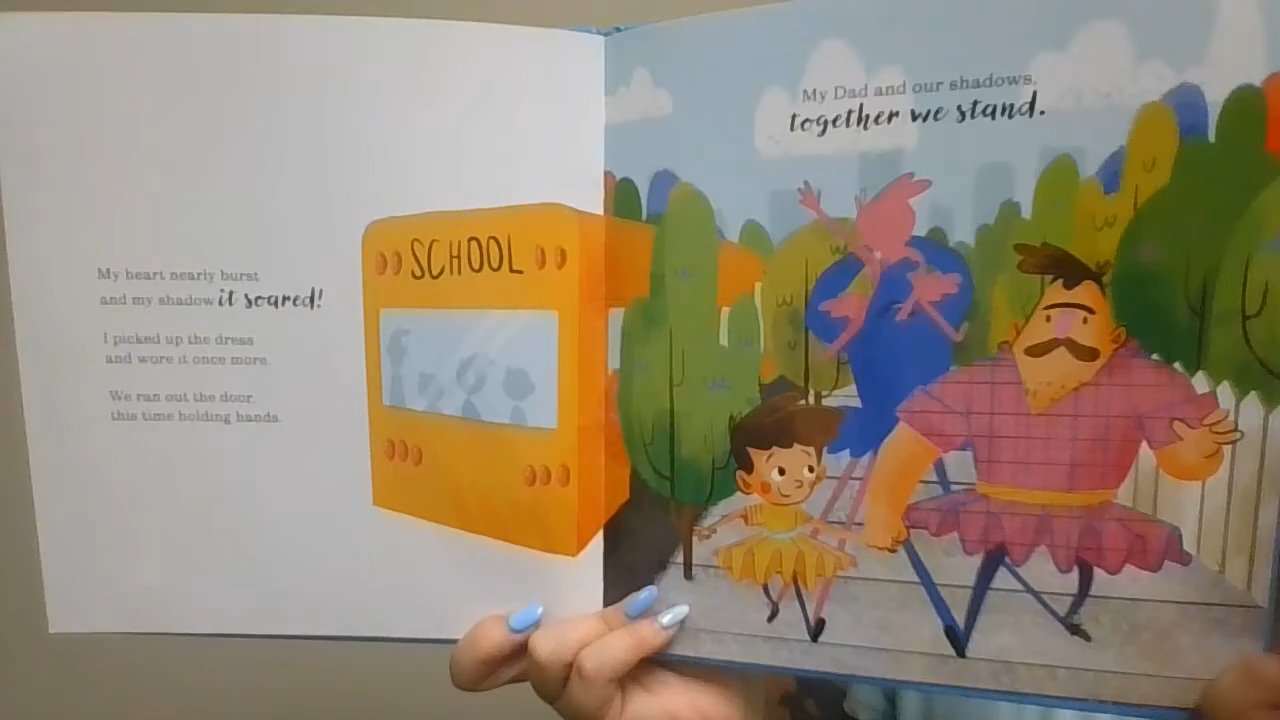 My heart nearly burst
and my shadow it soared!
I picked up the dress
and wore it once more.
We ran out the door,
this time holding hands.
SCHOOL
My Dad and our shadows,
together we stand.